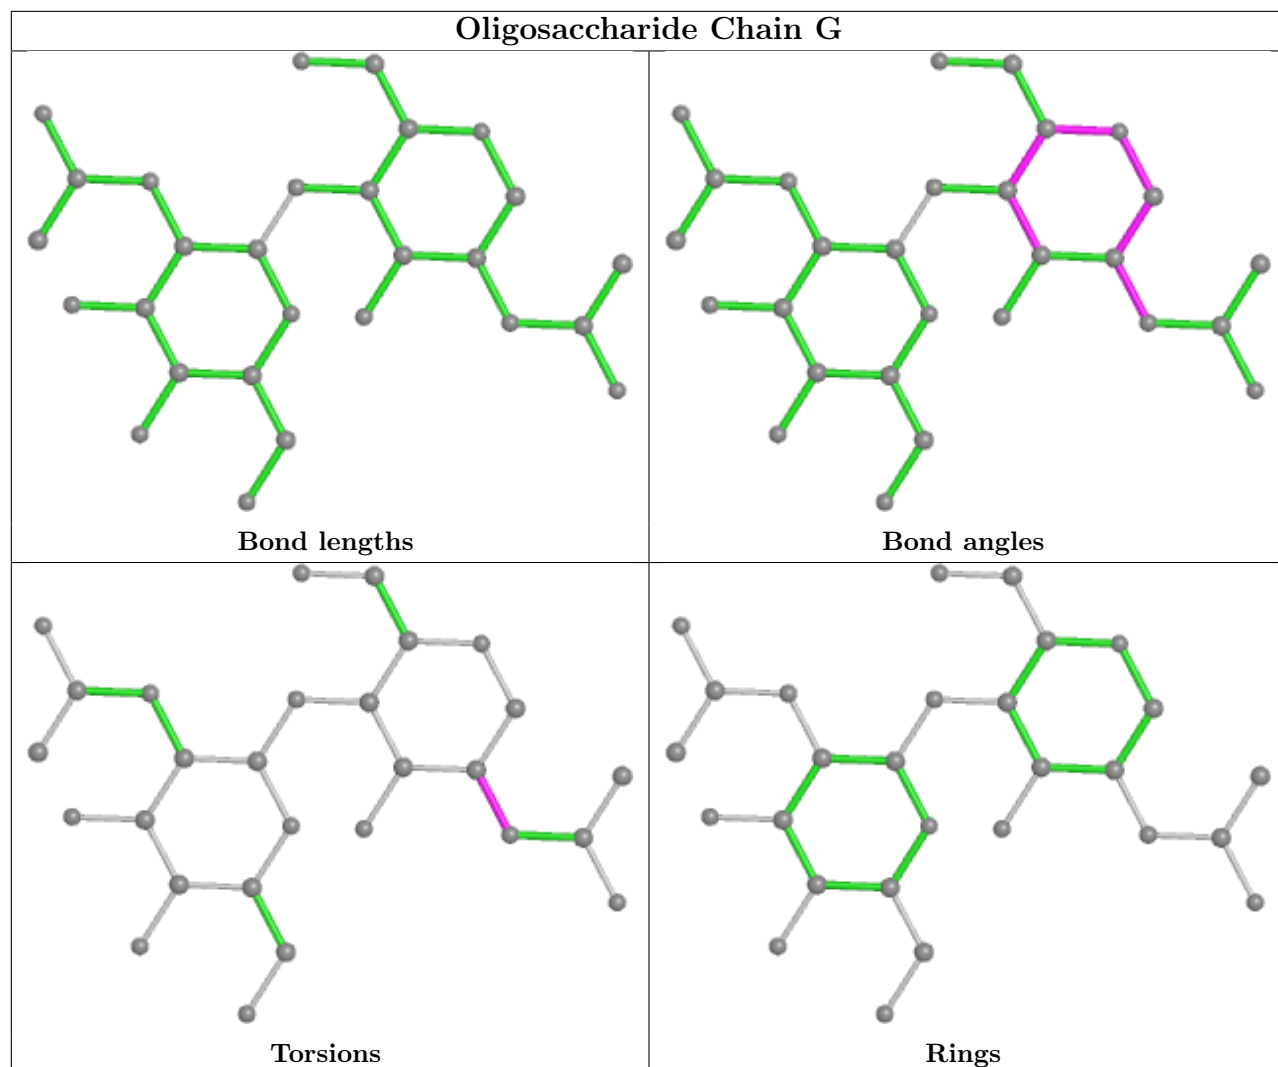 Oligosaccharide Chain G
Bond lengths
Bond angles
Torsions
Rings